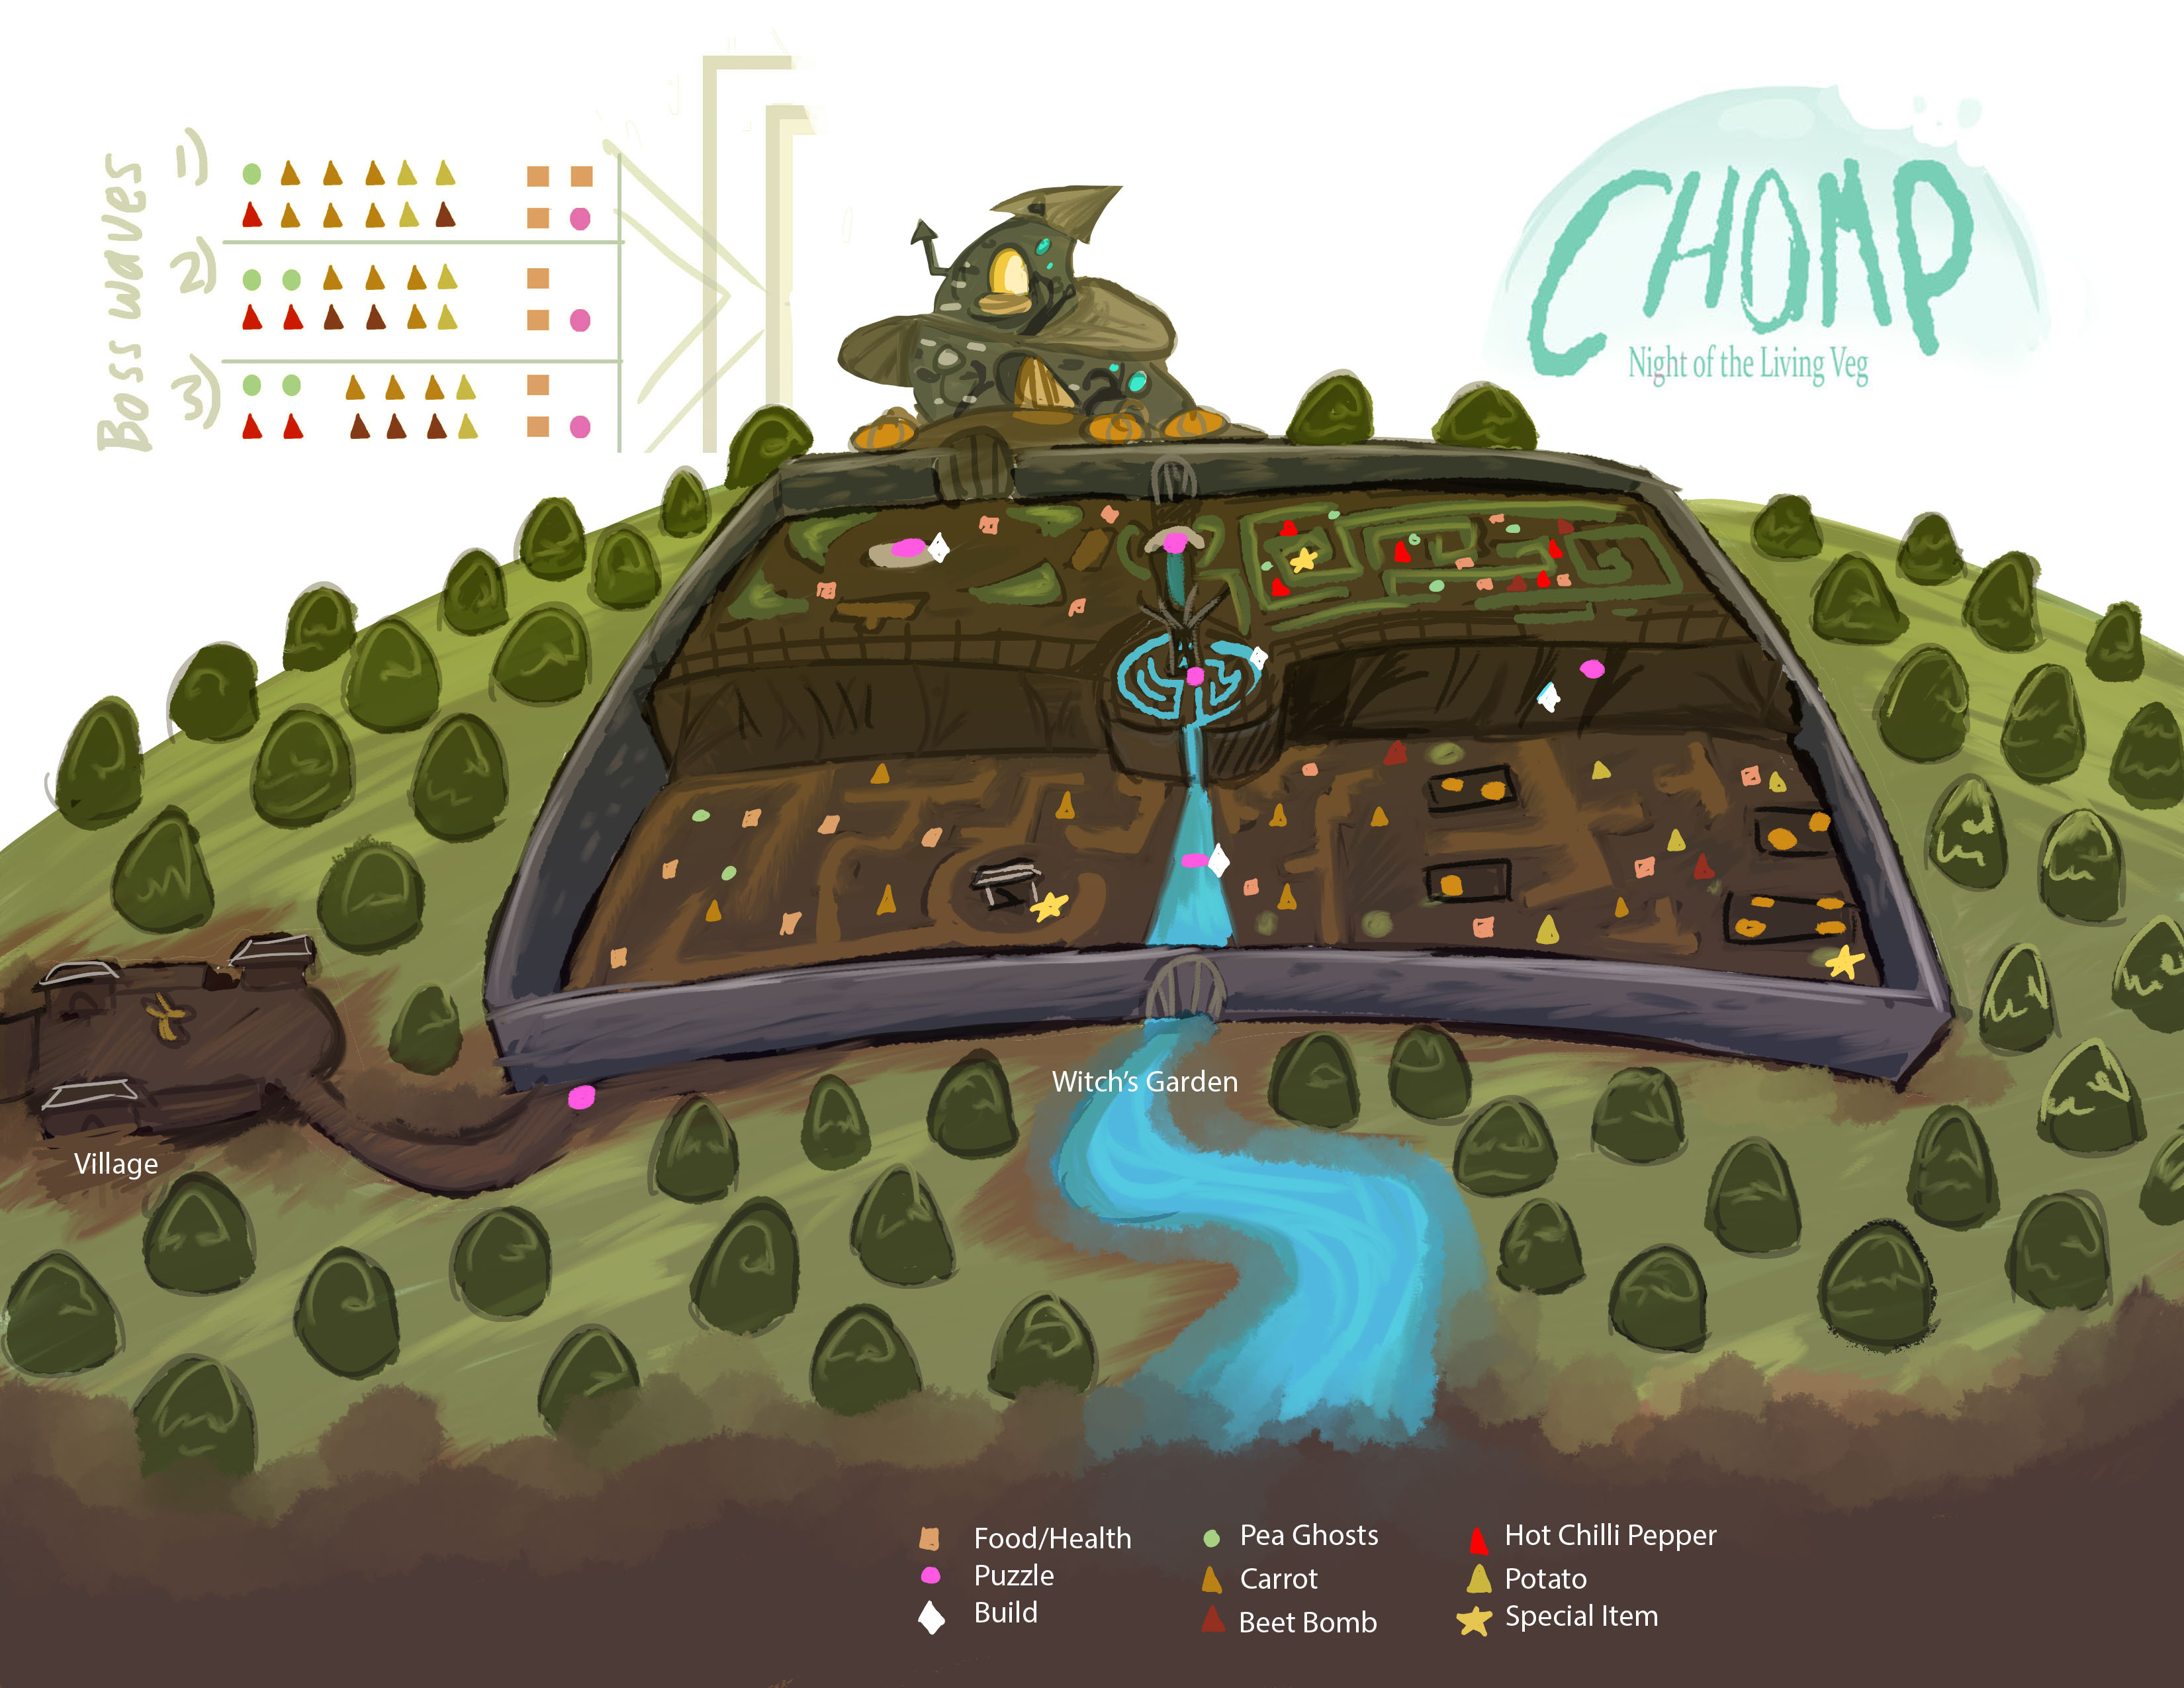 Boss waves
1)
2)
3)
CHOMP
Night of the Living Veg
Witch's Garden
Village
Food/Health
Puzzle
Build
Pea Ghosts
Carrot
Beet Bomb
Hot Chilli Pepper
Potato
Special Item